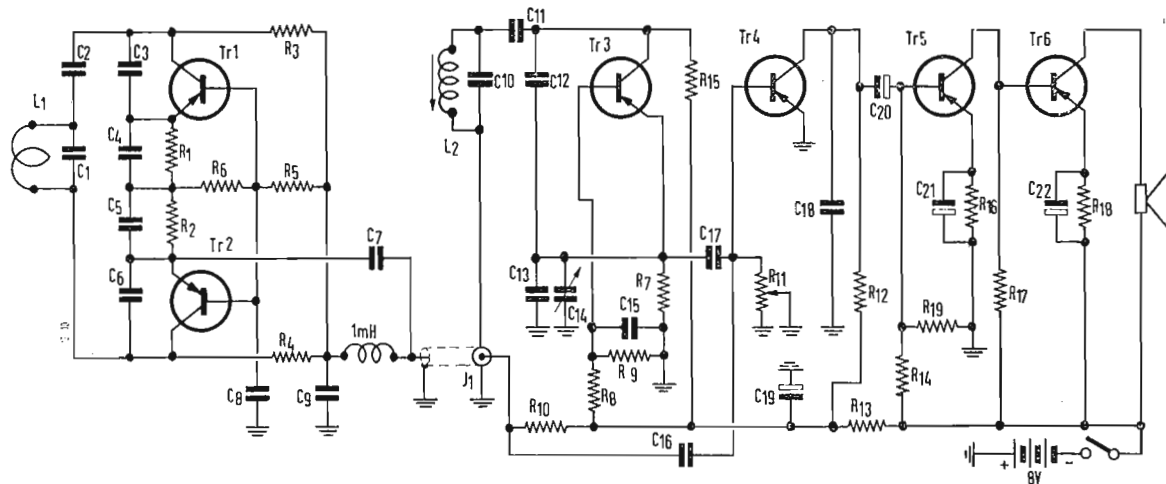 C2
C3
Tr1
R3
L1
C1
C4
R1
R6
R5
C5
R2
Tr2
C7
C6
R4
1mH
C8
C9
J1
C11
C10
C12
L2
Tr3
R15
C13
C14
R7
C15
R9
R8
R10
C17
C16
Tr4
R11
C18
C19
C20
R12
R13
Tr5
C21
R16
R19
R14
R17
Tr6
C22
R18
+
-
8V